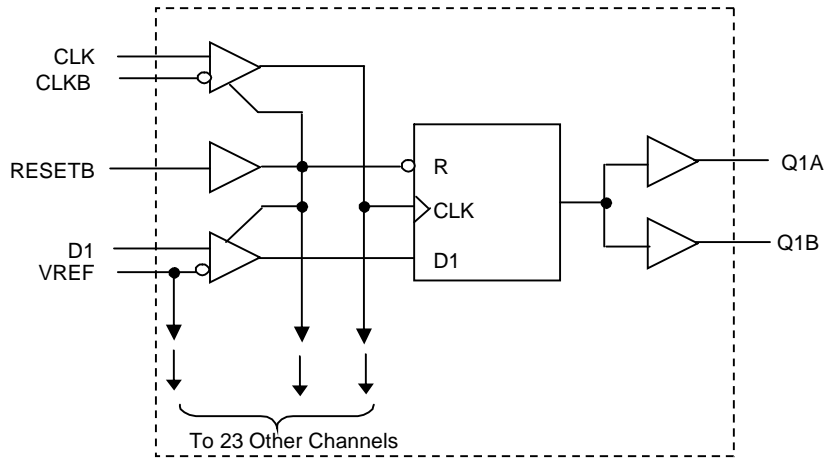 CLK
CLKB
RESETB
D1
VREF
R
CLK
D1
Q1A
Q1B
To 23 Other Channels